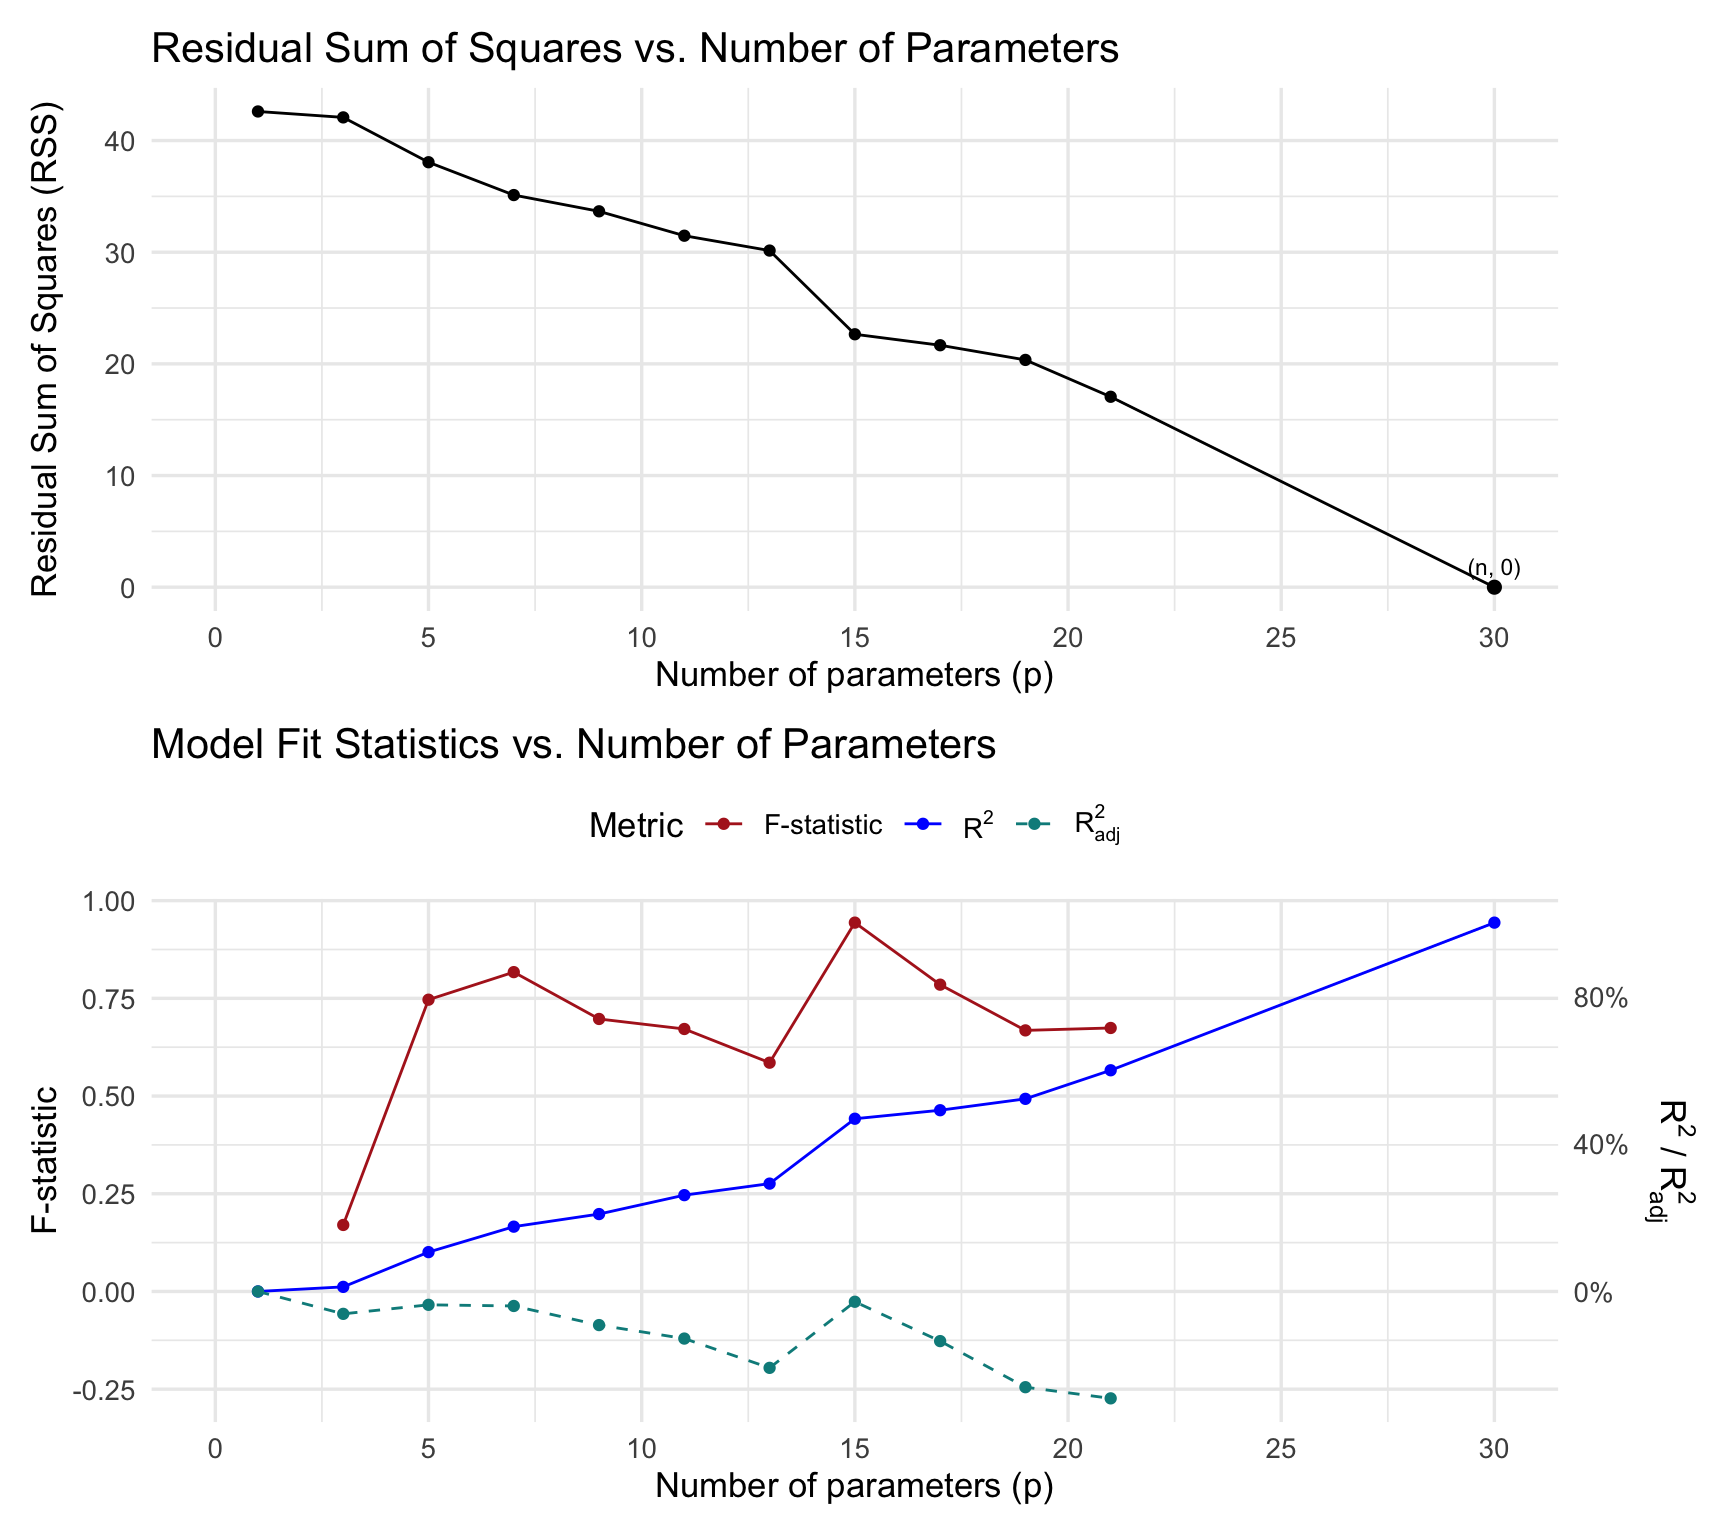 Residual Sum of Squares vs. Number of Parameters
Residual Sum of Squares (RSS)
40
30
20
10
0
(n, 0)
0 5 10 15 20 25 30
Number of parameters (p)
Model Fit Statistics vs. Number of Parameters
Metric F-statistic R² R²adj
F-statistic
1.00
0.75
0.50
0.25
0.00
-0.25
80%
40%
0%
R² / R²adj
0 5 10 15 20 25 30
Number of parameters (p)